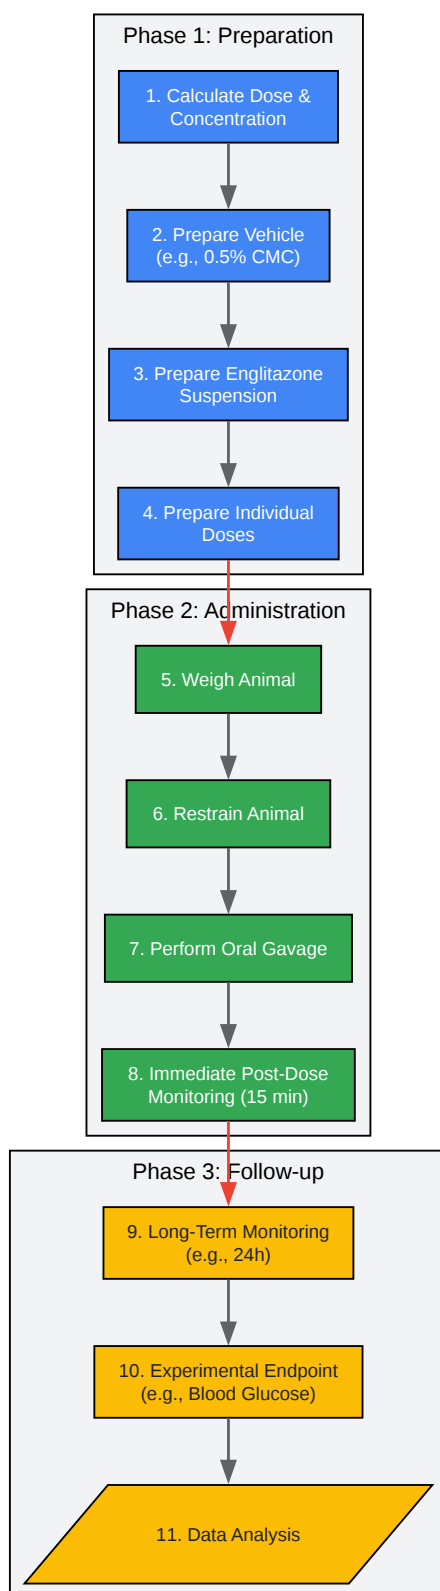 Phase 1: Preparation
1. Calculate Dose &
Concentration
2. Prepare Vehicle
(e.g., 0.5% CMC)
3. Prepare Englitazone
Suspension
4. Prepare Individual
Doses
Phase 2: Administration
5. Weigh Animal
6. Restrain Animal
7. Perform Oral Gavage
8. Immediate Post-Dose
Monitoring (15 min)
Phase 3: Follow-up
9. Long-Term Monitoring
(e.g., 24h)
10. Experimental Endpoint
(e.g., Blood Glucose)
11. Data Analysis